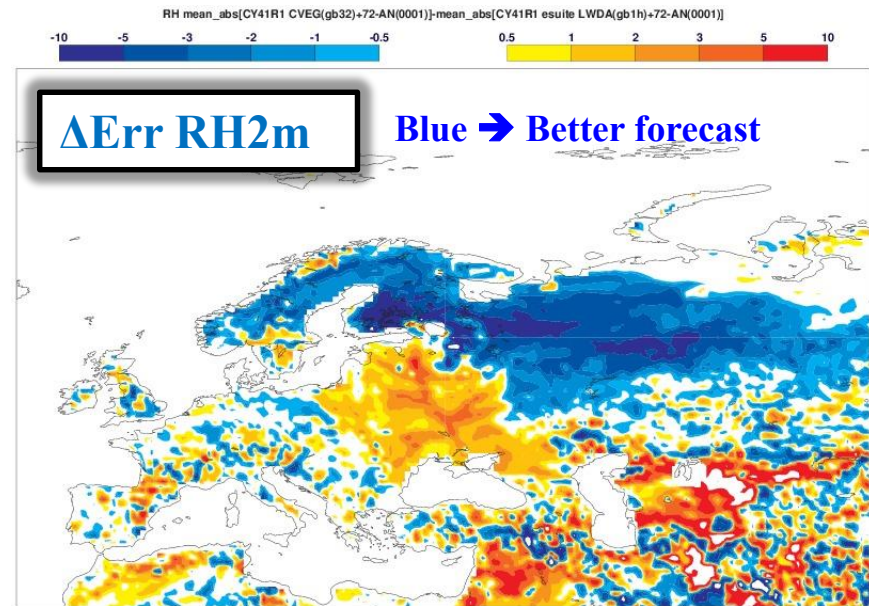 RH mean_abs[CY41R1 CVEG(gb32)+72-AN(0001)]-mean_abs[CY41R1 esuite LWDA(gb1h)+72-AN(0001)]
-10 -5 -3 -2 -1 -0.5 0.5 1 2 3 5 10
ΔErr RH2m
Blue ➔ Better forecast